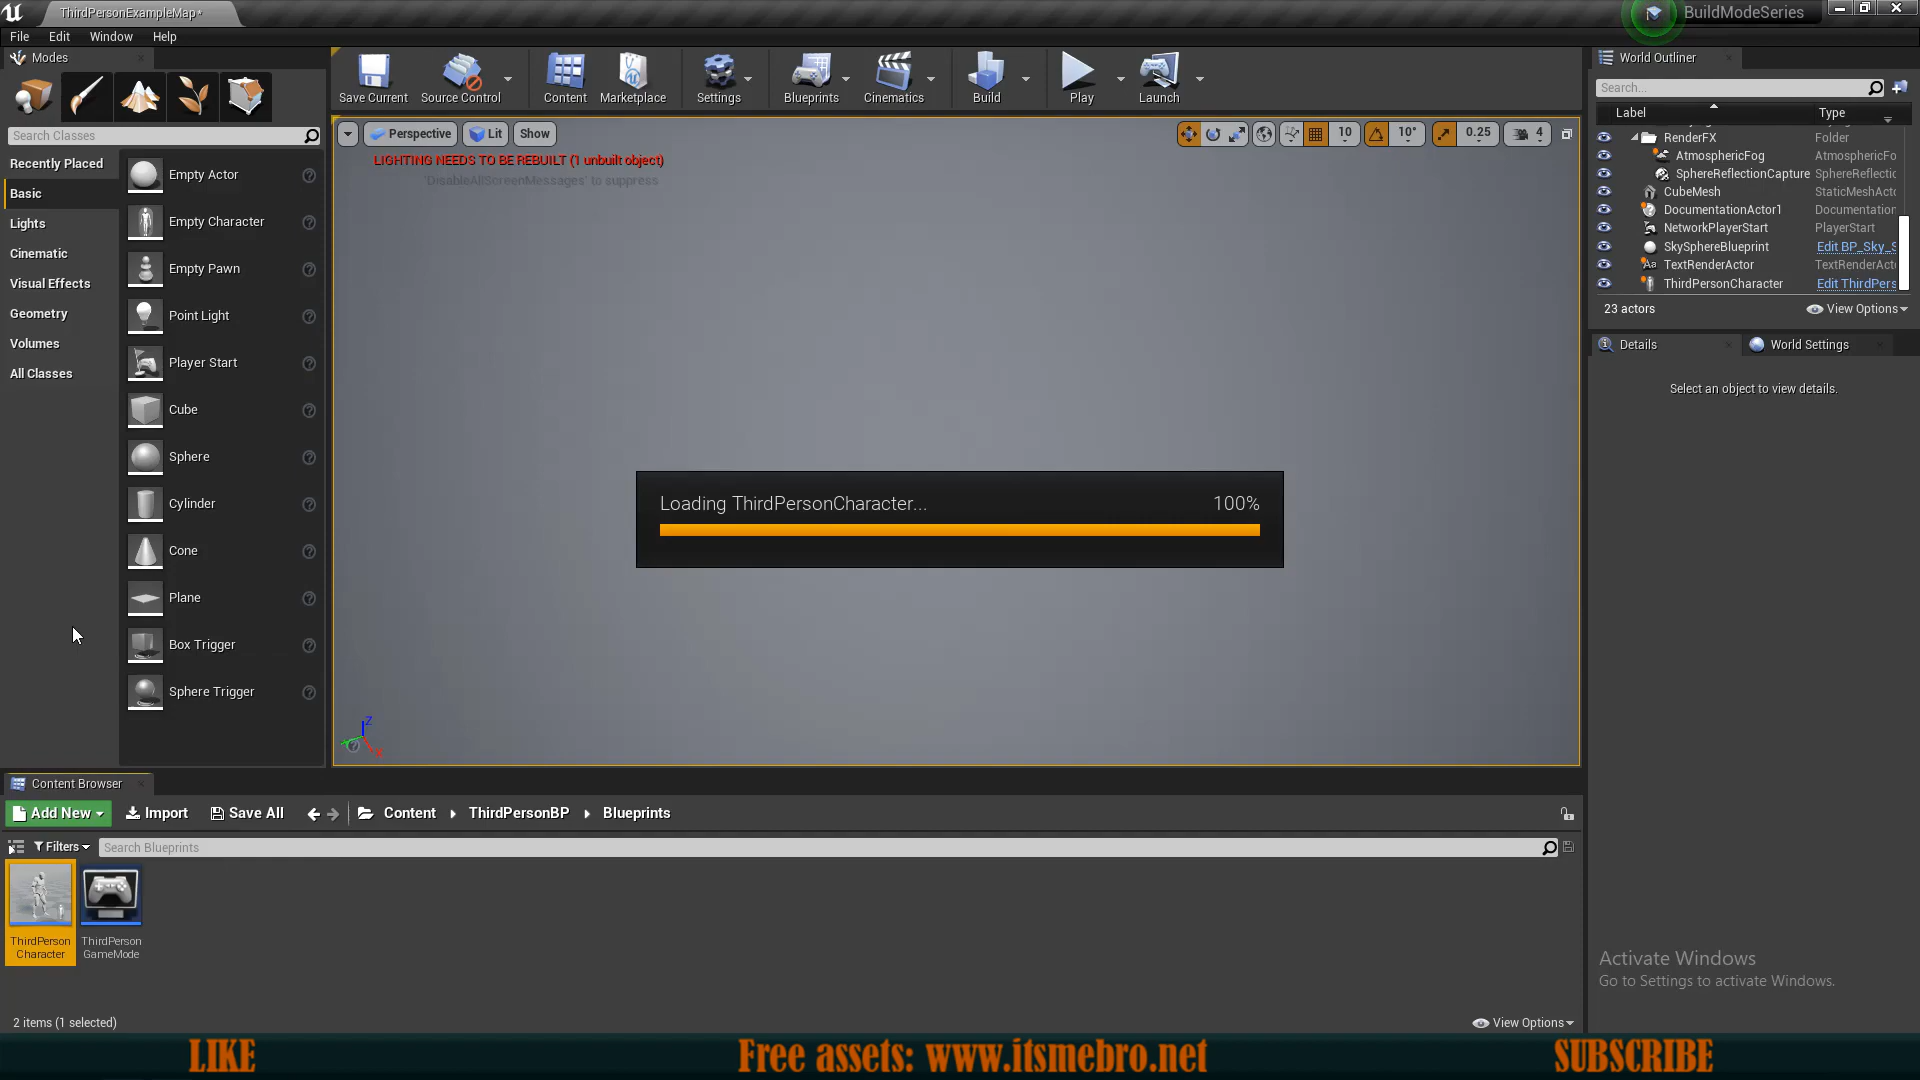 ThirdPersonExampleMap*
BuildModeSeries
File Edit Window Help
Modes
Search Classes
Recently Placed
Basic
Lights
Cinematic
Visual Effects
Geometry
Volumes
All Classes
Empty Actor
Empty Character
Empty Pawn
Point Light
Player Start
Cube
Sphere
Cylinder
Cone
Plane
Box Trigger
Sphere Trigger
Save Current Source Control Content Marketplace Settings Blueprints Cinematics Build Play Launch
Perspective Lit Show
10 10° 0.25 4
LIGHTING NEEDS TO BE REBUILT (1 unbuilt object)
'DisableAllScreenMessages' to suppress
Loading ThirdPersonCharacter... 100%
Z
X
World Outliner
Search...
Label Type
RenderFX Folder
AtmosphericFog AtmosphericFo
SphereReflectionCapture SphereReflectic
CubeMesh StaticMeshActo
DocumentationActor1 Documentation
NetworkPlayerStart PlayerStart
SkySphereBlueprint Edit BP_Sky_S
TextRenderActor TextRenderActo
ThirdPersonCharacter Edit ThirdPers
23 actors View Options
Details World Settings
Select an object to view details.
Content Browser
Add New Import Save All Content ThirdPersonBP Blueprints
Filters Search Blueprints
ThirdPerson
Character
ThirdPerson
GameMode
2 items (1 selected) View Options
Activate Windows
Go to Settings to activate Windows.
LIKE Free assets: www.itsmebro.net SUBSCRIBE